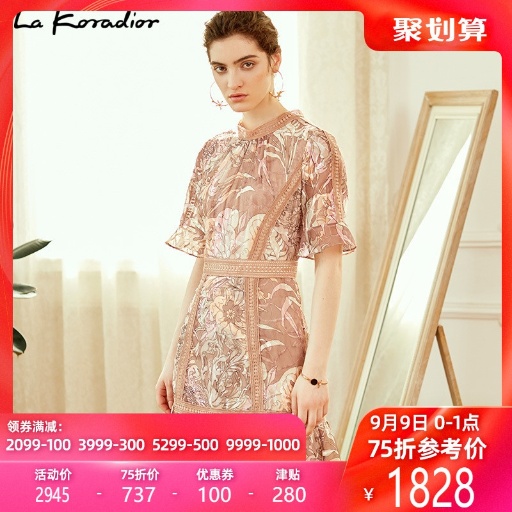 La Koradior
聚划算
领券满减：
2099-100 3999-300 5299-500 9999-1000
活动价 75折价 优惠券 津贴
2945 - 737 - 100 - 280
9月9日 0-1点
75折参考价
¥ 1828